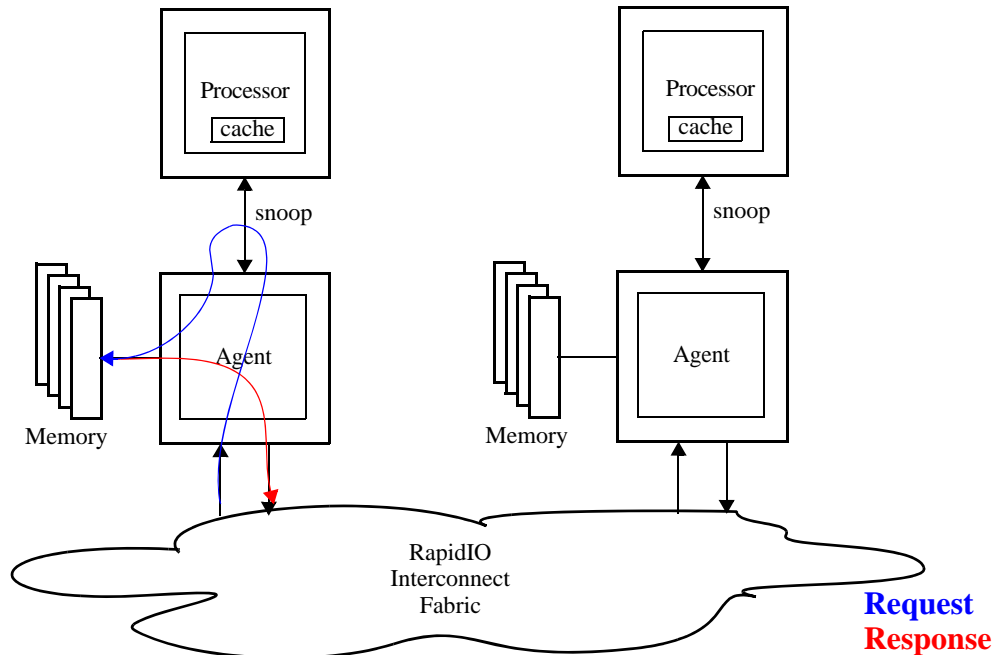 Processor
cache
Processor
cache
snoop
snoop
Agent
Agent
Memory
Memory
RapidIO
Interconnect
Fabric
Request
Response